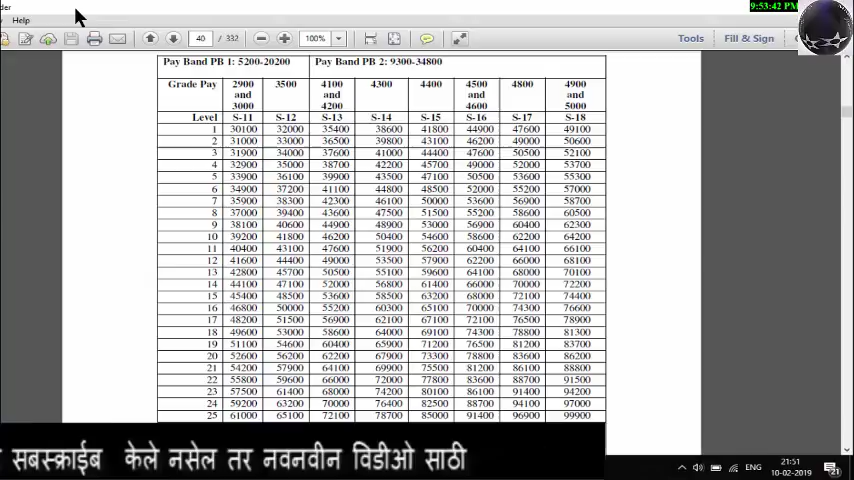 der
9:53:42 PM
Help
40 / 332
100%
Tools
Fill & Sign
Pay Band PB 1: 5200-20200 Pay Band PB 2: 9300-34800
Grade Pay 2900 and 3000 3500 4100 and 4200 4300 4400 4500 and 4600 4800 4900 and 5000
Level S-11 S-12 S-13 S-14 S-15 S-16 S-17 S-18
1 30100 32000 35400 38600 41800 44900 47600 49100
2 31000 33000 36500 39800 43100 46200 49000 50600
3 31900 34000 37600 41000 44400 47600 50500 52100
4 32900 35000 38700 42200 45700 49000 52000 53700
5 33900 36100 39900 43500 47100 50500 53600 55300
6 34900 37200 41100 44800 48500 52000 55200 57000
7 35900 38300 42300 46100 50000 53600 56900 58700
8 37000 39400 43600 47500 51500 55200 58600 60500
9 38100 40600 44900 48900 53000 56900 60400 62300
10 39200 41800 46200 50400 54600 58600 62200 64200
11 40400 43100 47600 51900 56200 60400 64100 66100
12 41600 44400 49000 53500 57900 62200 66000 68100
13 42800 45700 50500 55100 59600 64100 68000 70100
14 44100 47100 52000 56800 61400 66000 70000 72200
15 45400 48500 53600 58500 63200 68000 72100 74400
16 46800 50000 55200 60300 65100 70000 74300 76600
17 48200 51500 56900 62100 67100 72100 76500 78900
18 49600 53000 58600 64000 69100 74300 78800 81300
19 51100 54600 60400 65900 71200 76500 81200 83700
20 52600 56200 62200 67900 73300 78800 83600 86200
21 54200 57900 64100 69900 75500 81200 86100 88800
22 55800 59600 66000 72000 77800 83600 88700 91500
23 57500 61400 68000 74200 80100 86100 91400 94200
24 59200 63200 70000 76400 82500 88700 94100 97000
25 61000 65100 72100 78700 85000 91400 96900 99900
सबस्क्राईब केले नसेल तर नवनवीन विडीओ साठी
ENG
21:51
10-02-2019
21